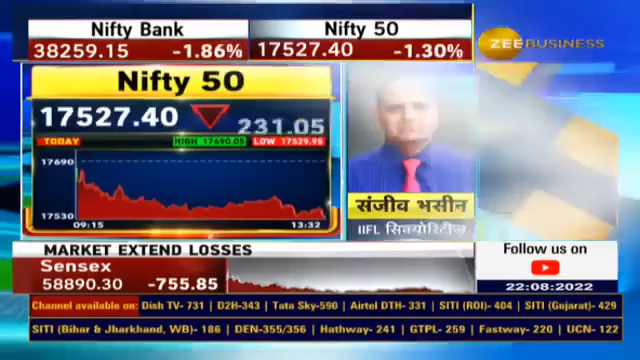 Nifty Bank
38259.15 -1.86%
Nifty 50
17527.40 -1.30%
ZEE BUSINESS
Nifty 50
17527.40 231.05
TODAY HIGH 17690.05 LOW 17529.95
17690
17530
09:15 13:32
संजीव भसीन
IIFL सिक्योरिटीज
MARKET EXTEND LOSSES
Sensex
58890.30 -755.85
Follow us on
22:08:2022
Channel available on: Dish TV- 731 | D2H-343 | Tata Sky-590 | Airtel DTH- 331 | SITI (ROI)- 404 | SITI (Gujarat)- 429
SITI (Bihar & Jharkhand, WB)- 186 | DEN-355/356 | Hathway- 241 | GTPL- 259 | Fastway- 220 | UCN- 122